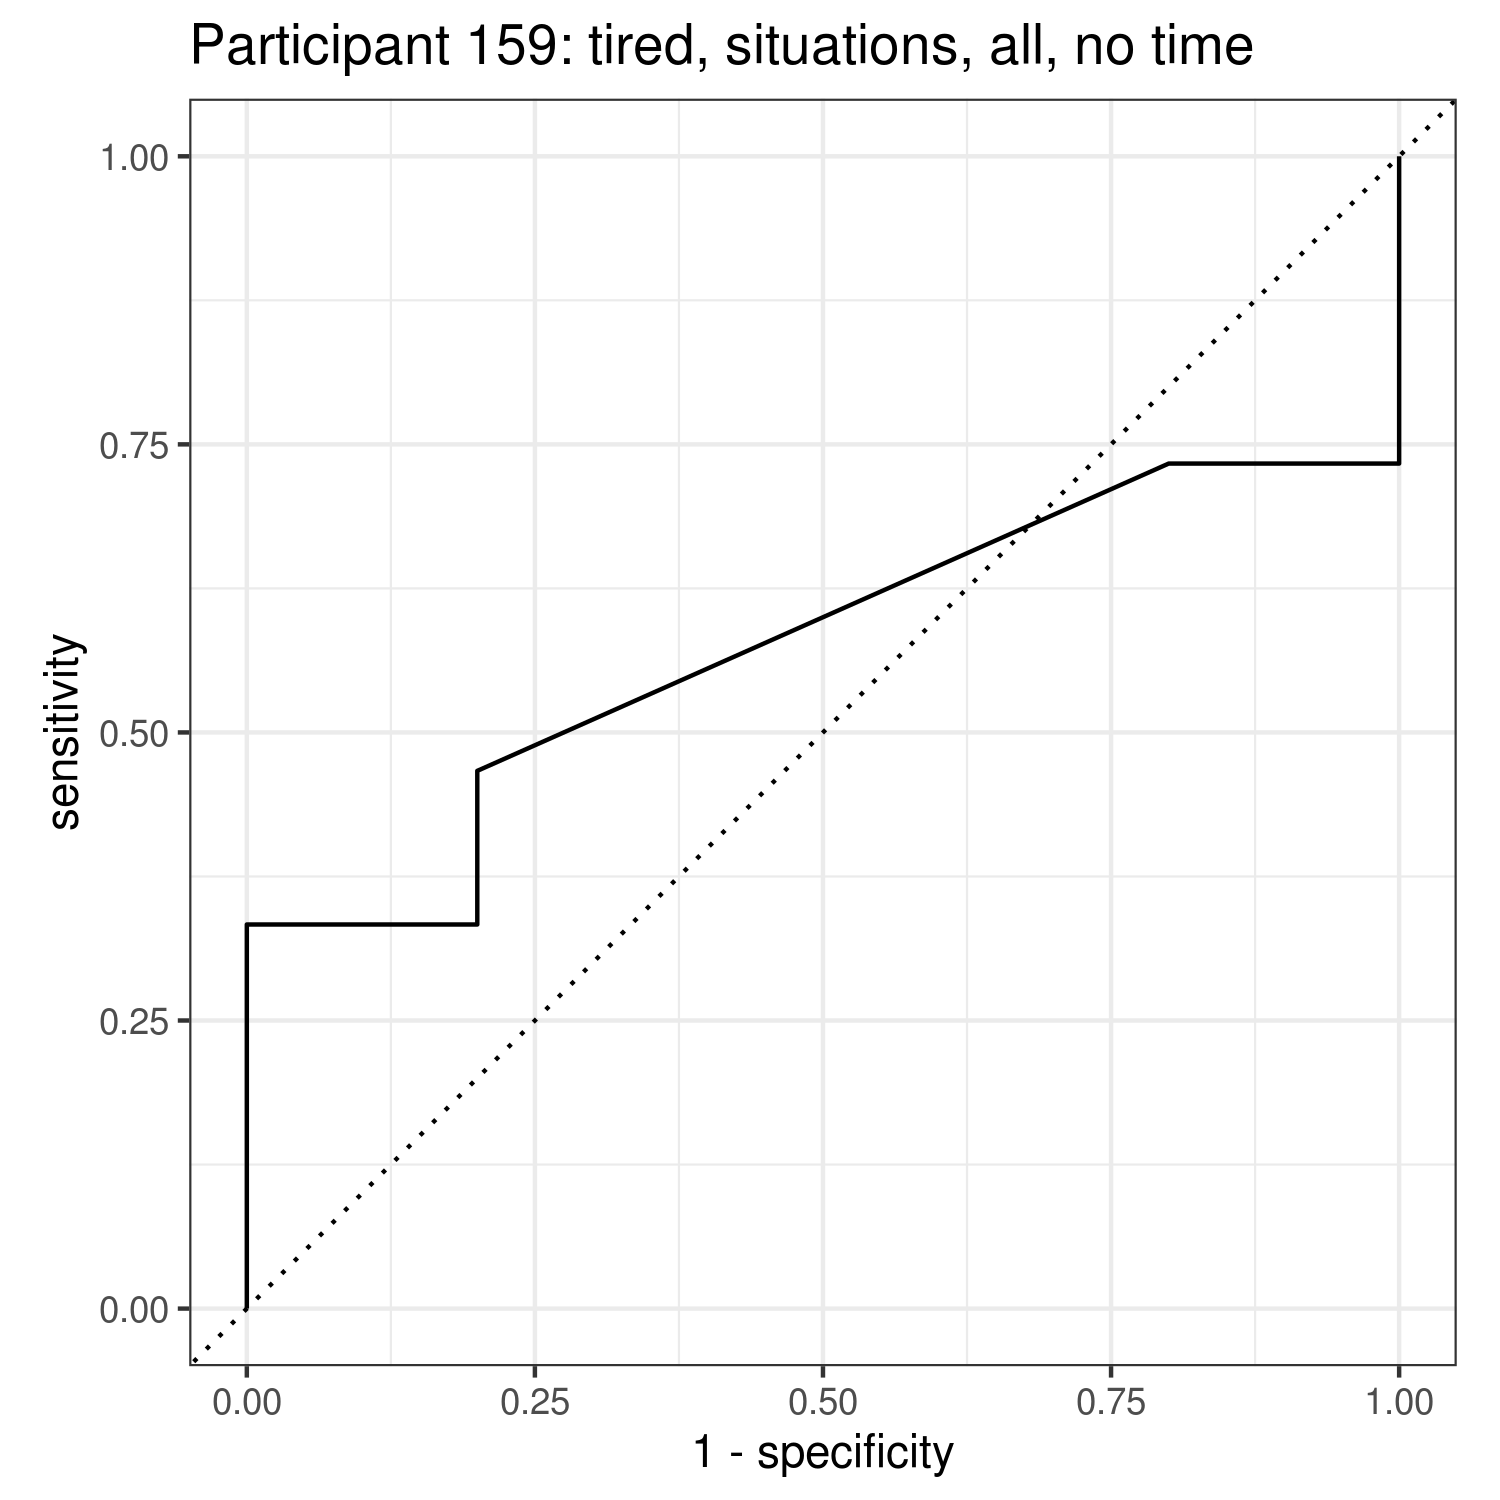 Participant 159: tired, situations, all, no time
1.00
0.75
0.50
0.25
0.00
sensitivity
0.00 0.25 0.50 0.75 1.00
1 - specificity